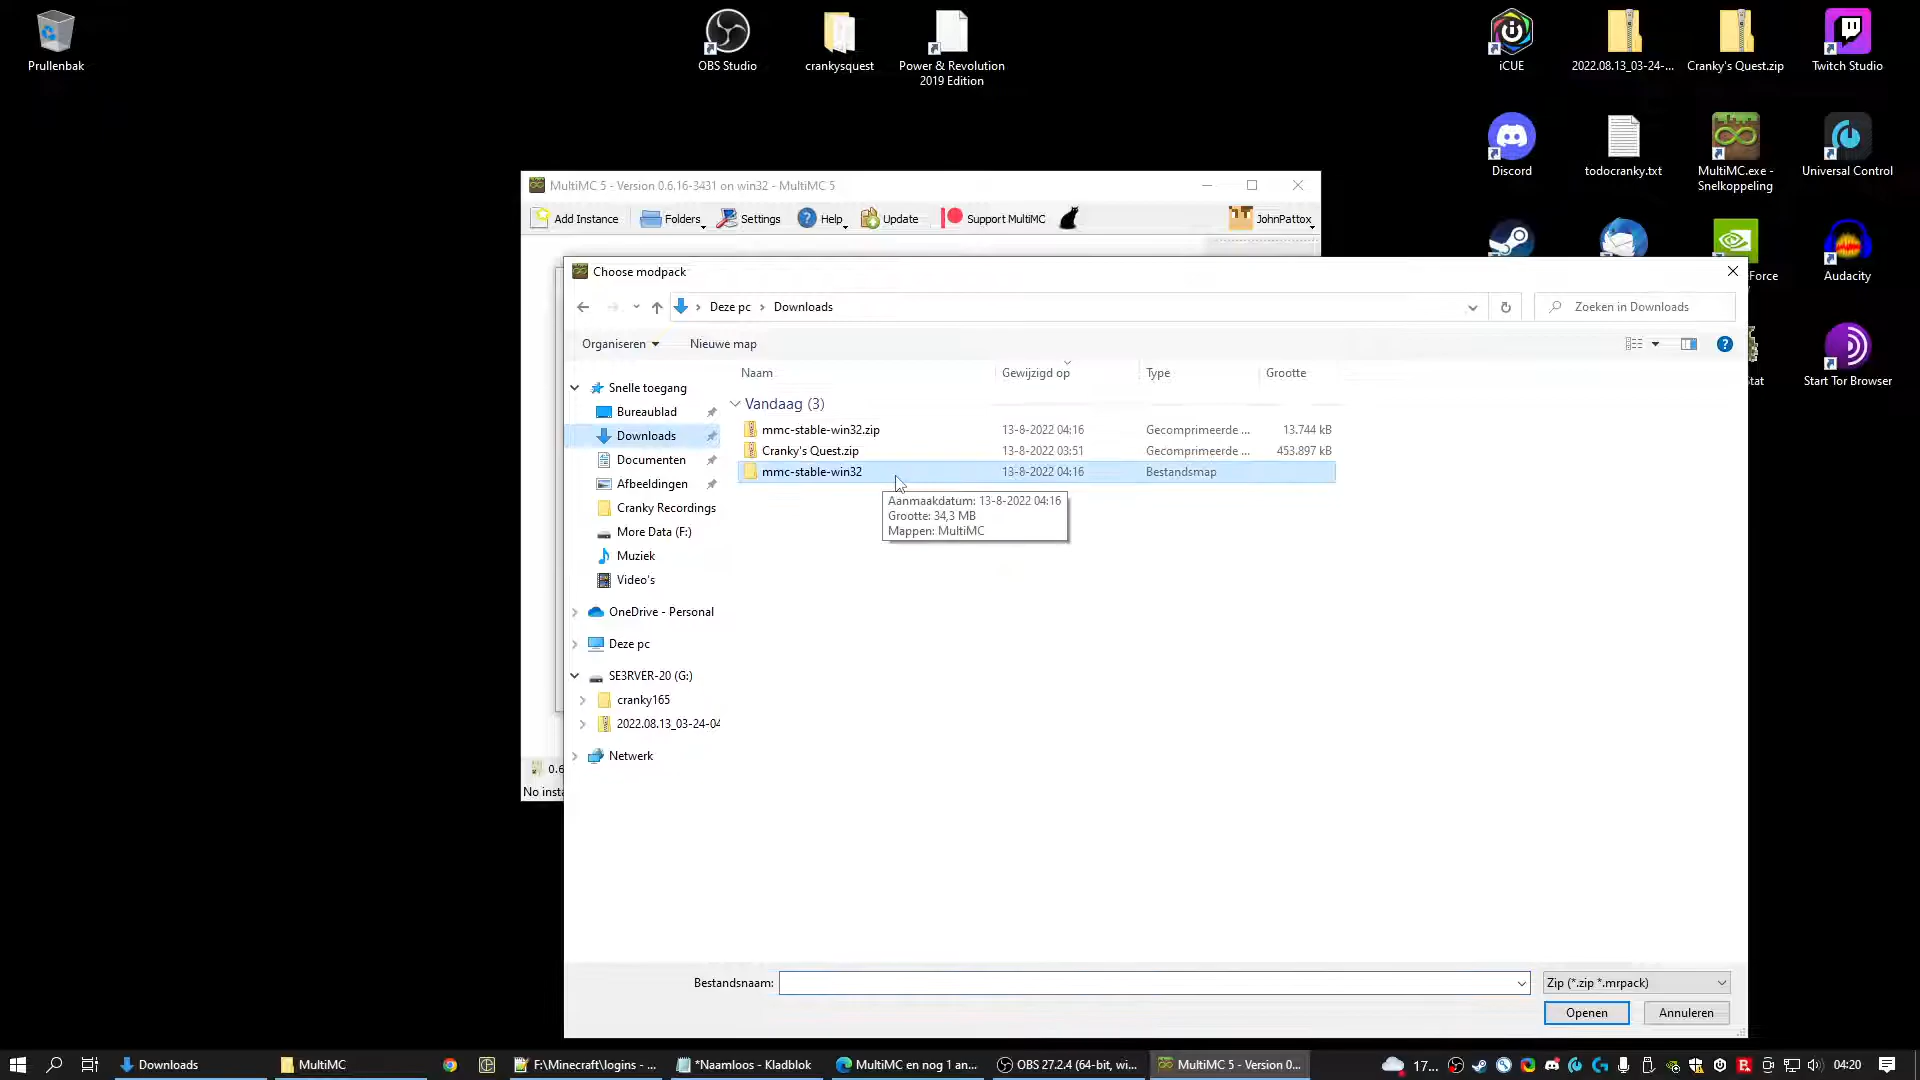 Prullenbak
OBS Studio
crankysquest
Power & Revolution
2019 Edition
iCUE
2022.08.13_03-24-...
Cranky's Quest.zip
Twitch Studio
Discord
todocranky.txt
MultiMC.exe -
Snelkoppeling
Universal Control
Force
Audacity
tat
Start Tor Browser
MultiMC 5 - Version 0.6.16-3431 on win32 - MultiMC 5
Add Instance
Folders
Settings
Help
Update
Support MultiMC
JohnPattox
Choose modpack
Deze pc
Downloads
Zoeken in Downloads
Organiseren
Nieuwe map
Naam
Gewijzigd op
Type
Grootte
Snelle toegang
Bureaublad
Downloads
Documenten
Afbeeldingen
Cranky Recordings
More Data (F:)
Muziek
Video's
OneDrive - Personal
Deze pc
SE3RVER-20 (G:)
cranky165
2022.08.13_03-24-04
Netwerk
Vandaag (3)
mmc-stable-win32.zip 13-8-2022 04:16 Gecomprimeerde ... 13.744 kB
Cranky's Quest.zip 13-8-2022 03:51 Gecomprimeerde ... 453.897 kB
mmc-stable-win32 13-8-2022 04:16 Bestandsmap
Aanmaakdatum: 13-8-2022 04:16
Grootte: 34,3 MB
Mappen: MultiMC
0.6
No insta
Bestandsnaam:
Zip (*.zip *.mrpack)
Openen
Annuleren
Downloads
MultiMC
F:\Minecraft\logins - ...
*Naamloos - Kladblok
MultiMC en nog 1 an...
OBS 27.2.4 (64-bit, wi...
MultiMC 5 - Version 0...
17...
04:20